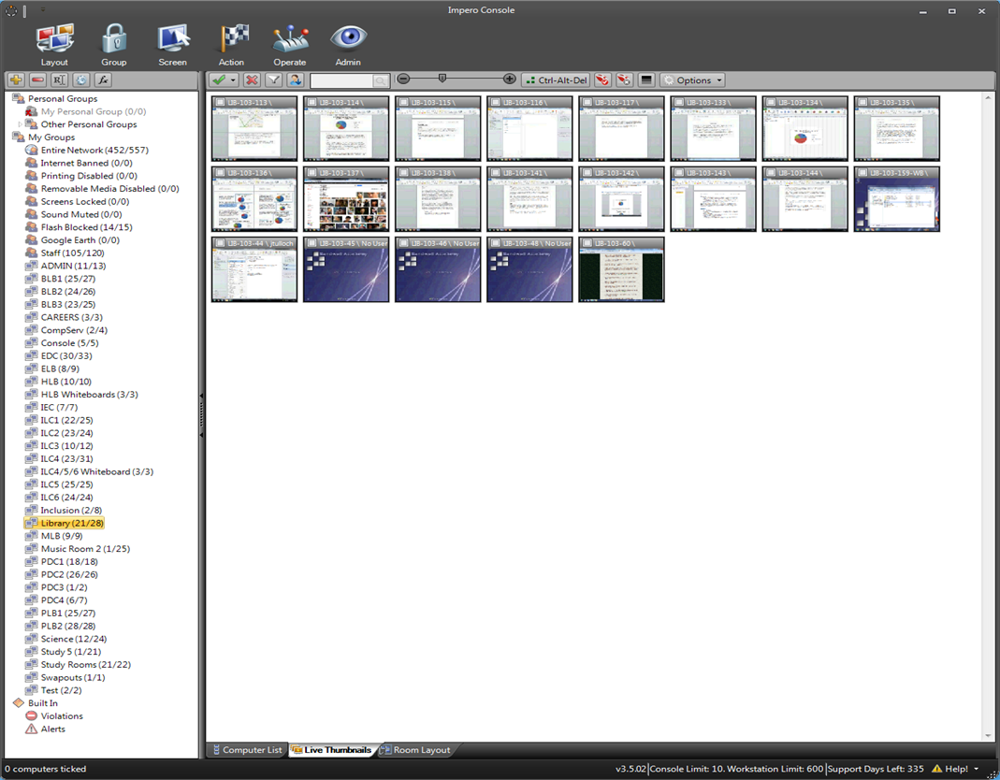 Impero Console
Layout Group Screen Action Operate Admin
Ctrl-Alt-Del Options
Personal Groups
My Personal Group (0/0)
Other Personal Groups
My Groups
Entire Network (452/557)
Internet Banned (0/0)
Printing Disabled (0/0)
Removable Media Disabled (0/0)
Screens Locked (0/0)
Sound Muted (0/0)
Flash Blocked (14/15)
Google Earth (0/0)
Staff (105/120)
ADMIN (11/13)
BLB1 (25/27)
BLB2 (24/26)
BLB3 (23/25)
CAREERS (3/3)
CompServ (2/4)
Console (5/5)
EDC (30/33)
ELB (8/9)
HLB (10/10)
HLB Whiteboards (3/3)
IEC (7/7)
ILC1 (22/25)
ILC2 (23/24)
ILC3 (10/12)
ILC4 (23/31)
ILC4/5/6 Whiteboard (3/3)
ILC5 (25/25)
ILC6 (24/24)
Inclusion (2/8)
Library (21/28)
MLB (9/9)
Music Room 2 (1/25)
PDC1 (18/18)
PDC2 (26/26)
PDC3 (1/2)
PDC4 (6/7)
PLB1 (25/27)
PLB2 (28/28)
Science (12/24)
Study 5 (1/21)
Study Rooms (21/22)
Swapouts (1/1)
Test (2/2)
Built In
Violations
Alerts
LIB-103-113 \ LIB-103-114 \ LIB-103-115 \ LIB-103-116 \ LIB-103-117 \ LIB-103-133 \ LIB-103-134 \ LIB-103-135 \
LIB-103-136 \ LIB-103-137 \ LIB-103-138 \ LIB-103-141 \ LIB-103-142 \ LIB-103-143 \ LIB-103-144 \ LIB-103-159-WB \
LIB-103-44 \ jtulloch LIB-103-45 \ No User LIB-103-46 \ No User LIB-103-48 \ No User LIB-103-60 \
Computer List Live Thumbnails Room Layout
0 computers ticked v3.5.02 Console Limit: 10. Workstation Limit: 600 Support Days Left: 335 Help!